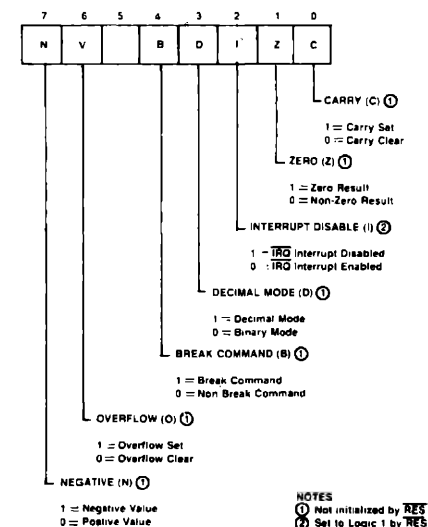 7 6 5 4 3 2 1 0
N V B D I Z C
CARRY (C) ①
1 = Carry Set
0 = Carry Clear
ZERO (Z) ①
1 = Zero Result
0 = Non-Zero Result
INTERRUPT DISABLE (I) ②
1 = IRQ Interrupt Disabled
0 = IRQ Interrupt Enabled
DECIMAL MODE (D) ①
1 = Decimal Mode
0 = Binary Mode
BREAK COMMAND (B) ①
1 = Break Command
0 = Non Break Command
OVERFLOW (O) ①
1 = Overflow Set
0 = Overflow Clear
NEGATIVE (N) ①
1 = Negative Value
0 = Positive Value
NOTES
① Not initialized by RES
② Set to Logic 1 by RES